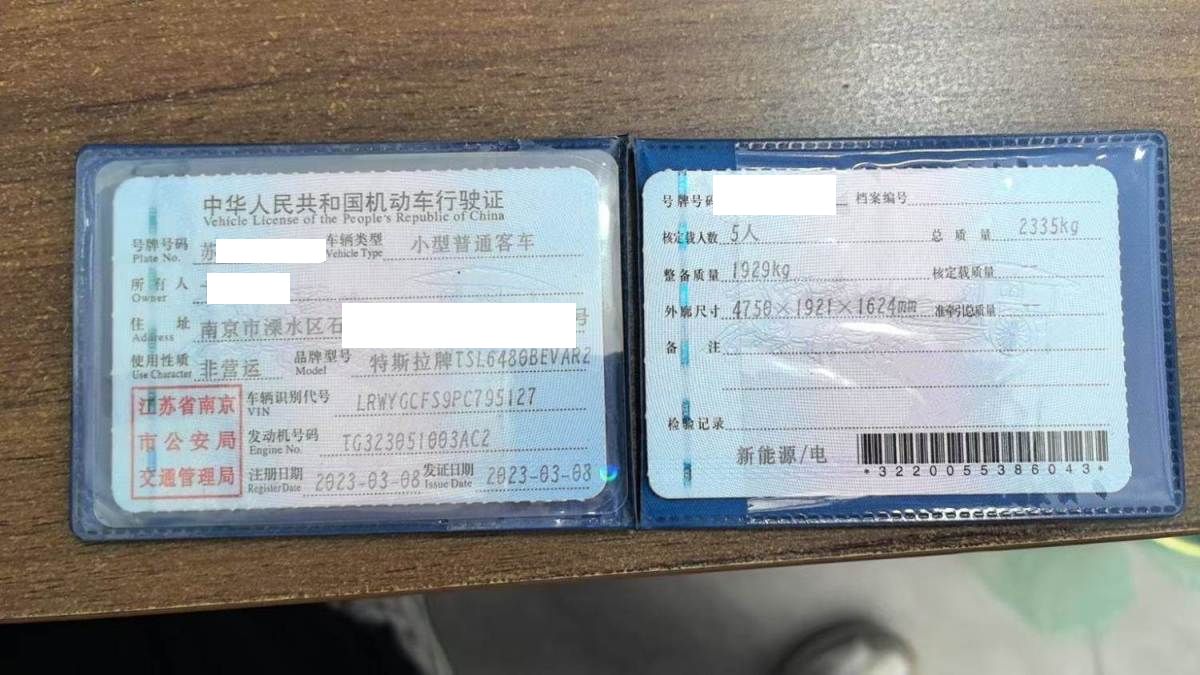 中华人民共和国机动车行驶证
Vehicle License of the People's Republic of China
号牌号码 苏 车辆类型 小型普通客车
Plate No. Vehicle Type
所有人
Owner
住址 南京市溧水区石 号
Address
使用性质 非营运 品牌型号 特斯拉牌TSL6480BEVAR2
Use Character Model
江苏省南京
市公安局
交通管理局
车辆识别代号 LRWYGCFS9PC795127
VIN
发动机号码 TG323051003AC2
Engine No.
注册日期 2023-03-08 发证日期 2023-03-08
Register Date Issue Date
号牌号码 档案编号
核定载人数 5人 总质量 2335kg
整备质量 1929kg 核定载质量
外廓尺寸 4750×1921×1624mm 准牵引总质量 --
备注
检验记录
新能源/电
*3220055386043*